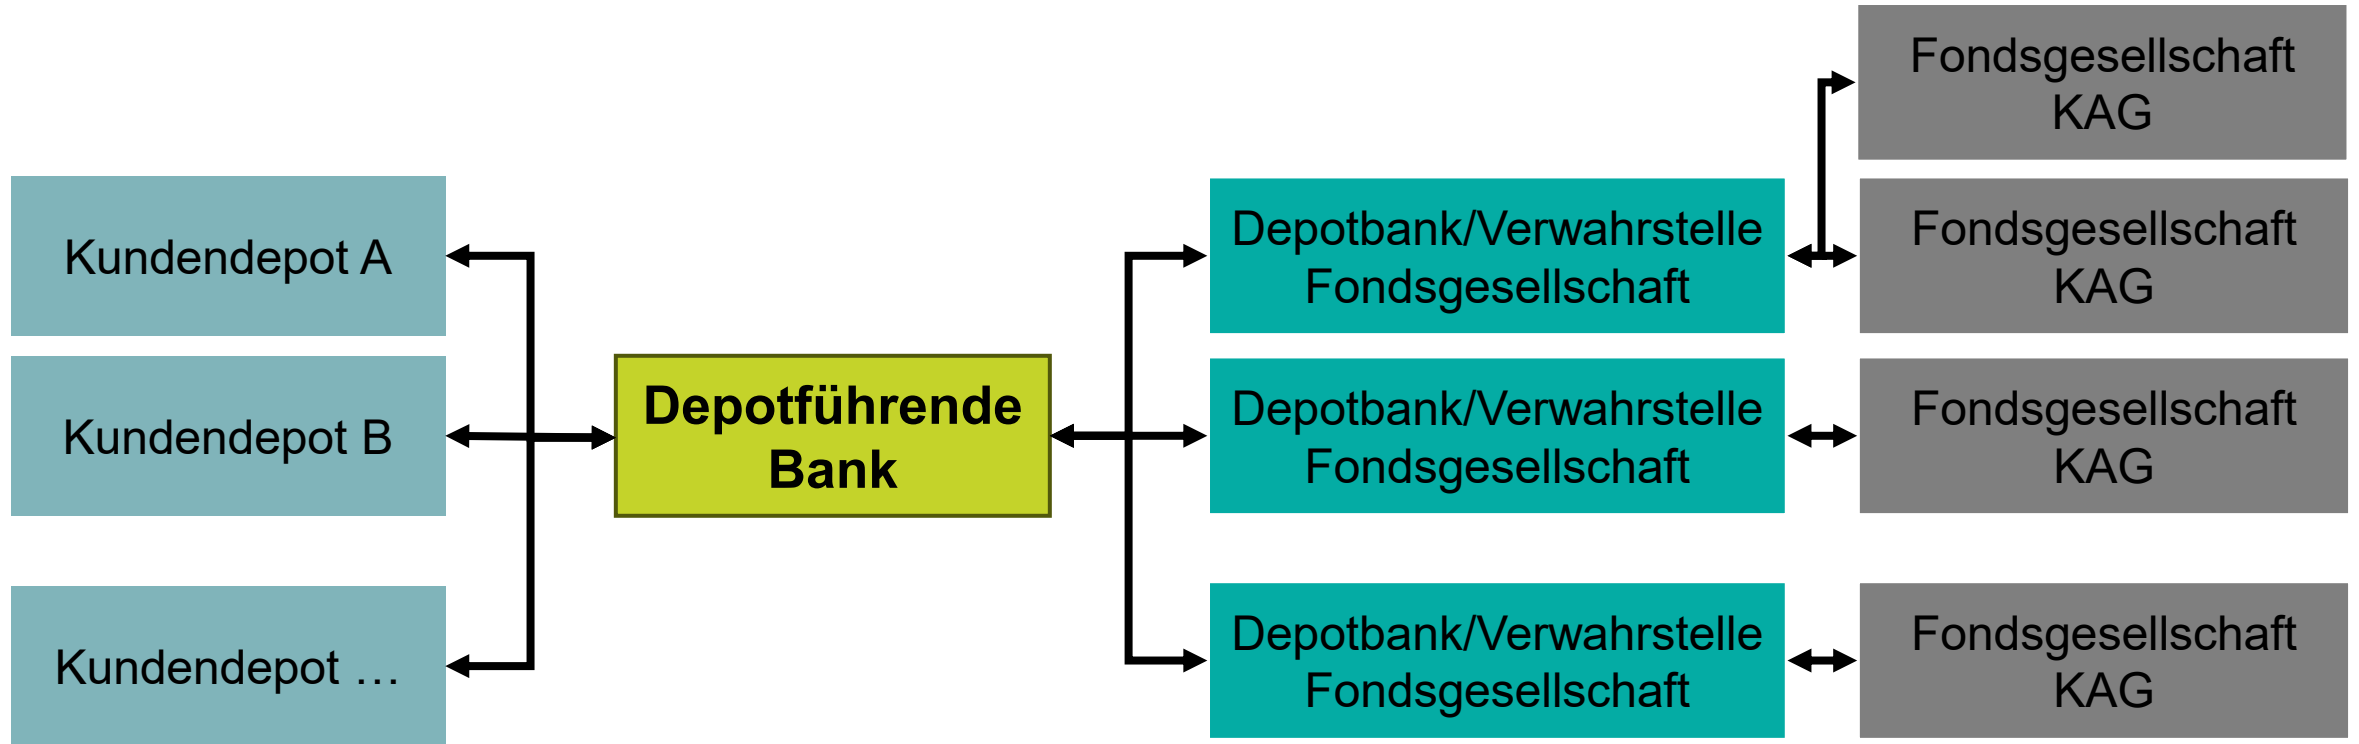 Kundendepot A
Kundendepot B
Kundendepot …
Depotführende
Bank
Depotbank/Verwahrstelle
Fondsgesellschaft
Depotbank/Verwahrstelle
Fondsgesellschaft
Depotbank/Verwahrstelle
Fondsgesellschaft
Fondsgesellschaft
KAG
Fondsgesellschaft
KAG
Fondsgesellschaft
KAG
Fondsgesellschaft
KAG